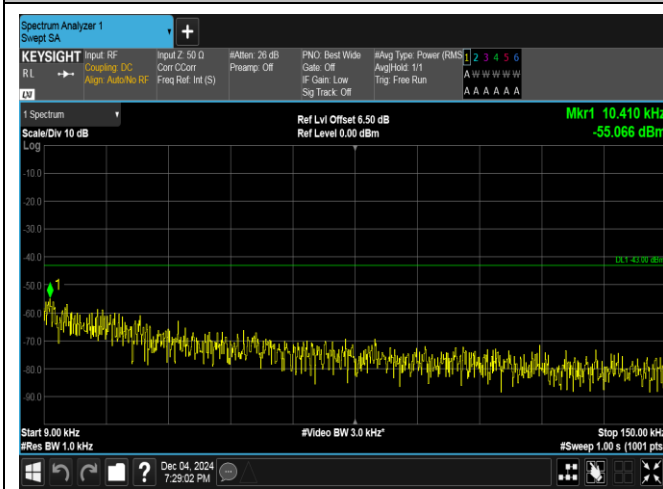 Spectrum Analyzer 1
Swept SA
KEYSIGHT
RL
LXI
Input: RF
Coupling: DC
Align: Auto/No RF
Input Z: 50 Ω
Corr CCorr
Freq Ref: Int (S)
#Atten: 26 dB
Preamp: Off
PNO: Best Wide
Gate: Off
IF Gain: Low
Sig Track: Off
#Avg Type: Power (RMS
Avg|Hold: 1/1
Trig: Free Run
1 2 3 4 5 6
A W W W W W
A A A A A A
1 Spectrum
Scale/Div 10 dB
Log
Ref Lvl Offset 6.50 dB
Ref Level 0.00 dBm
Mkr1 10.410 kHz
-55.066 dBm
-10.0
-20.0
-30.0
-40.0
DL1 -43.00 dBm
-50.0
1
-60.0
-70.0
-80.0
-90.0
Start 9.00 kHz
#Res BW 1.0 kHz
#Video BW 3.0 kHz*
Stop 150.00 kHz
#Sweep 1.00 s (1001 pts
?
Dec 04, 2024
7:29:02 PM